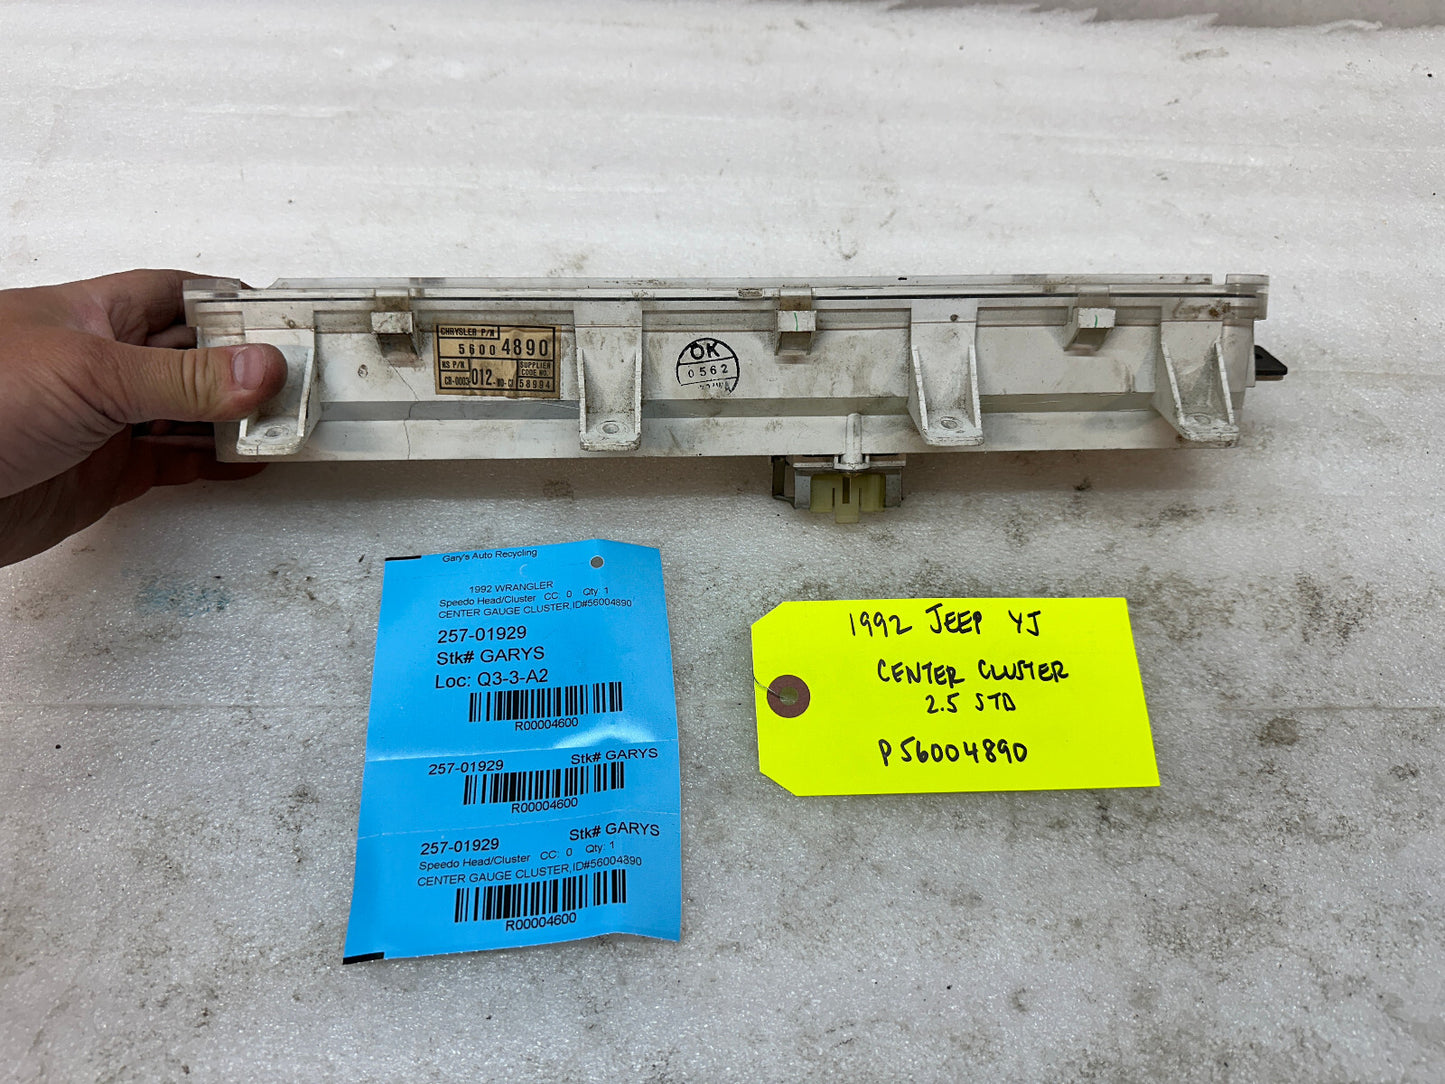 CHRYSLER P/N
56004890
NS P/N
CR-0003-012-ND-C
SUPPLIER
CODE NO.
58994
OK
0562
Gary's Auto Recycling
1992 WRANGLER
Speedo Head/Cluster CC: 0 Qty: 1
CENTER GAUGE CLUSTER,ID#56004890
257-01929
Stk# GARYS
Loc: Q3-3-A2
R00004600
257-01929 Stk# GARYS
R00004600
257-01929 Stk# GARYS
Speedo Head/Cluster CC: 0 Qty: 1
CENTER GAUGE CLUSTER,ID#56004890
R00004600
1992 JEEP YJ
CENTER CLUSTER
2.5 STD
P56004890